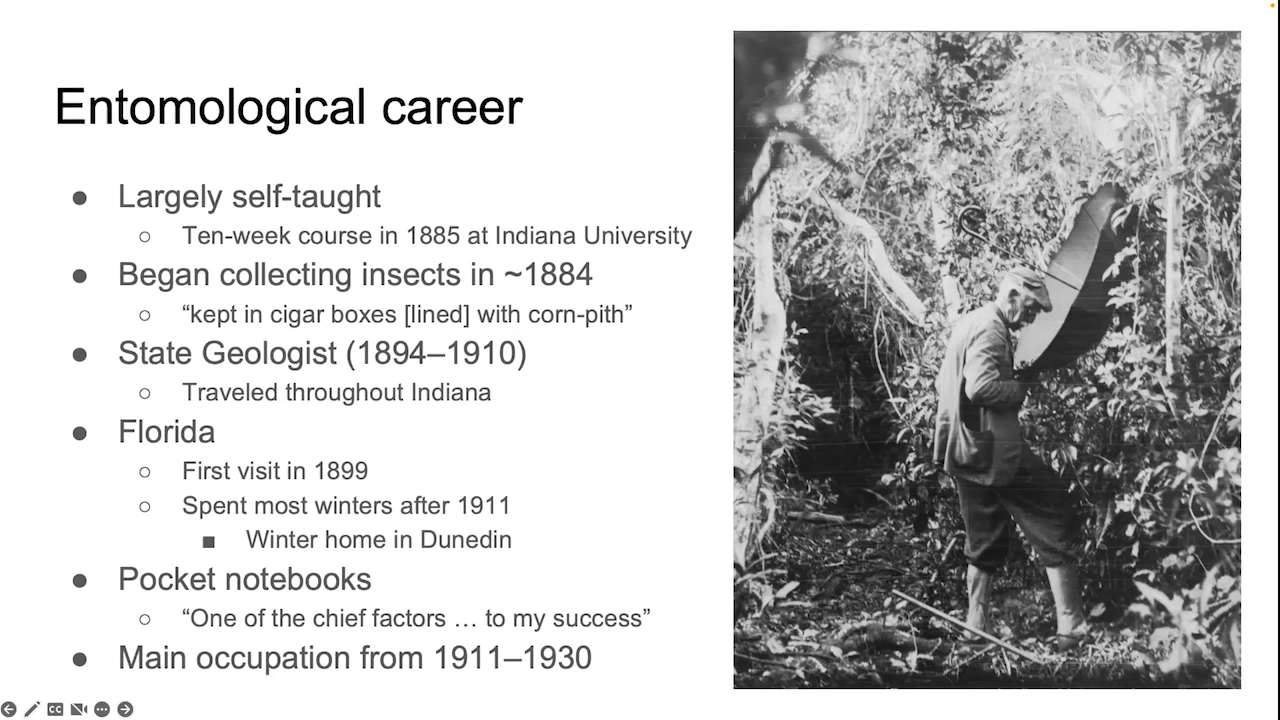 Entomological career
● Largely self-taught
○ Ten-week course in 1885 at Indiana University
● Began collecting insects in ~1884
○ “kept in cigar boxes [lined] with corn-pith”
● State Geologist (1894–1910)
○ Traveled throughout Indiana
● Florida
○ First visit in 1899
○ Spent most winters after 1911
■ Winter home in Dunedin
● Pocket notebooks
○ “One of the chief factors … to my success”
● Main occupation from 1911–1930
CC